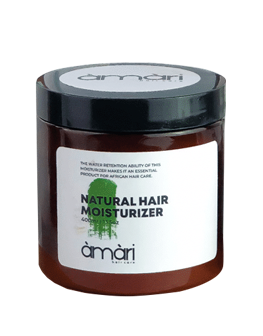 àmàri
THE WATER RETENTION ABILITY OF THIS
MOISTURIZER MAKES IT AN ESSENTIAL
PRODUCT FOR AFRICAN HAIR CARE.
NATURAL HAIR
MOISTURIZER
àmàri
hair care